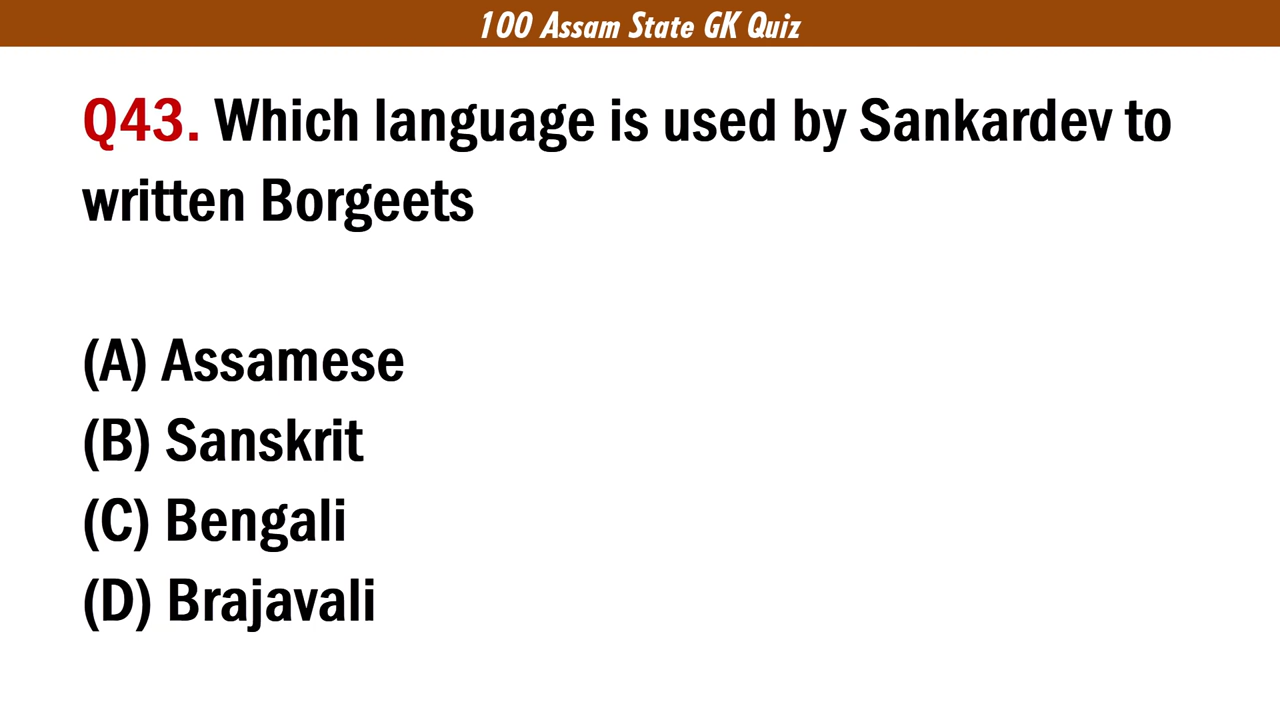 100 Assam State GK Quiz
Q43. Which language is used by Sankardev to
written Borgeets
(A) Assamese
(B) Sanskrit
(C) Bengali
(D) Brajavali